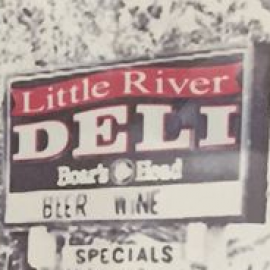 Little River
DELI
Boar's Head
BEER WINE
SPECIALS